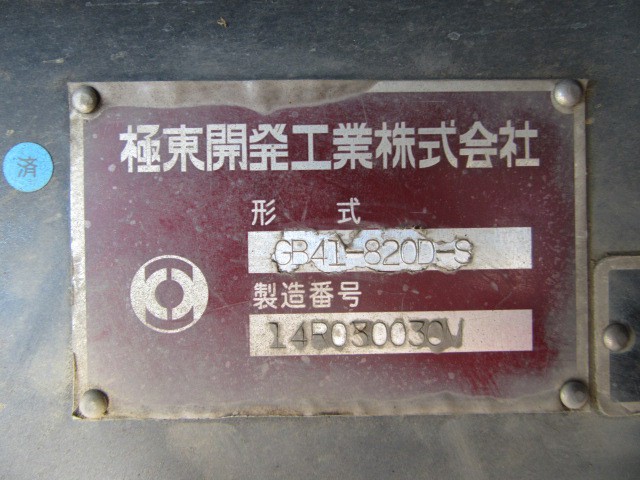 極東開発工業株式会社
済
形 式
GB41-820D-S
製造番号
14R030030V